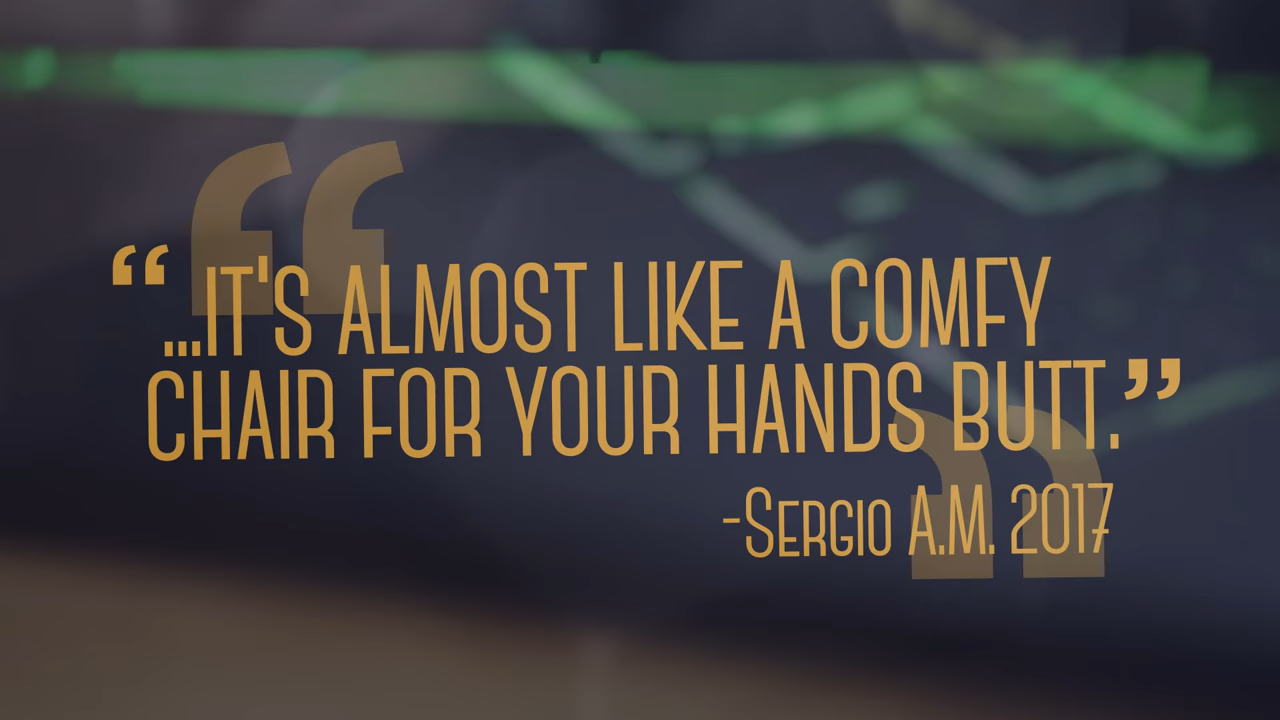 “...IT'S ALMOST LIKE A COMFY
CHAIR FOR YOUR HANDS BUTT.”
-SERGIO A.M. 2017